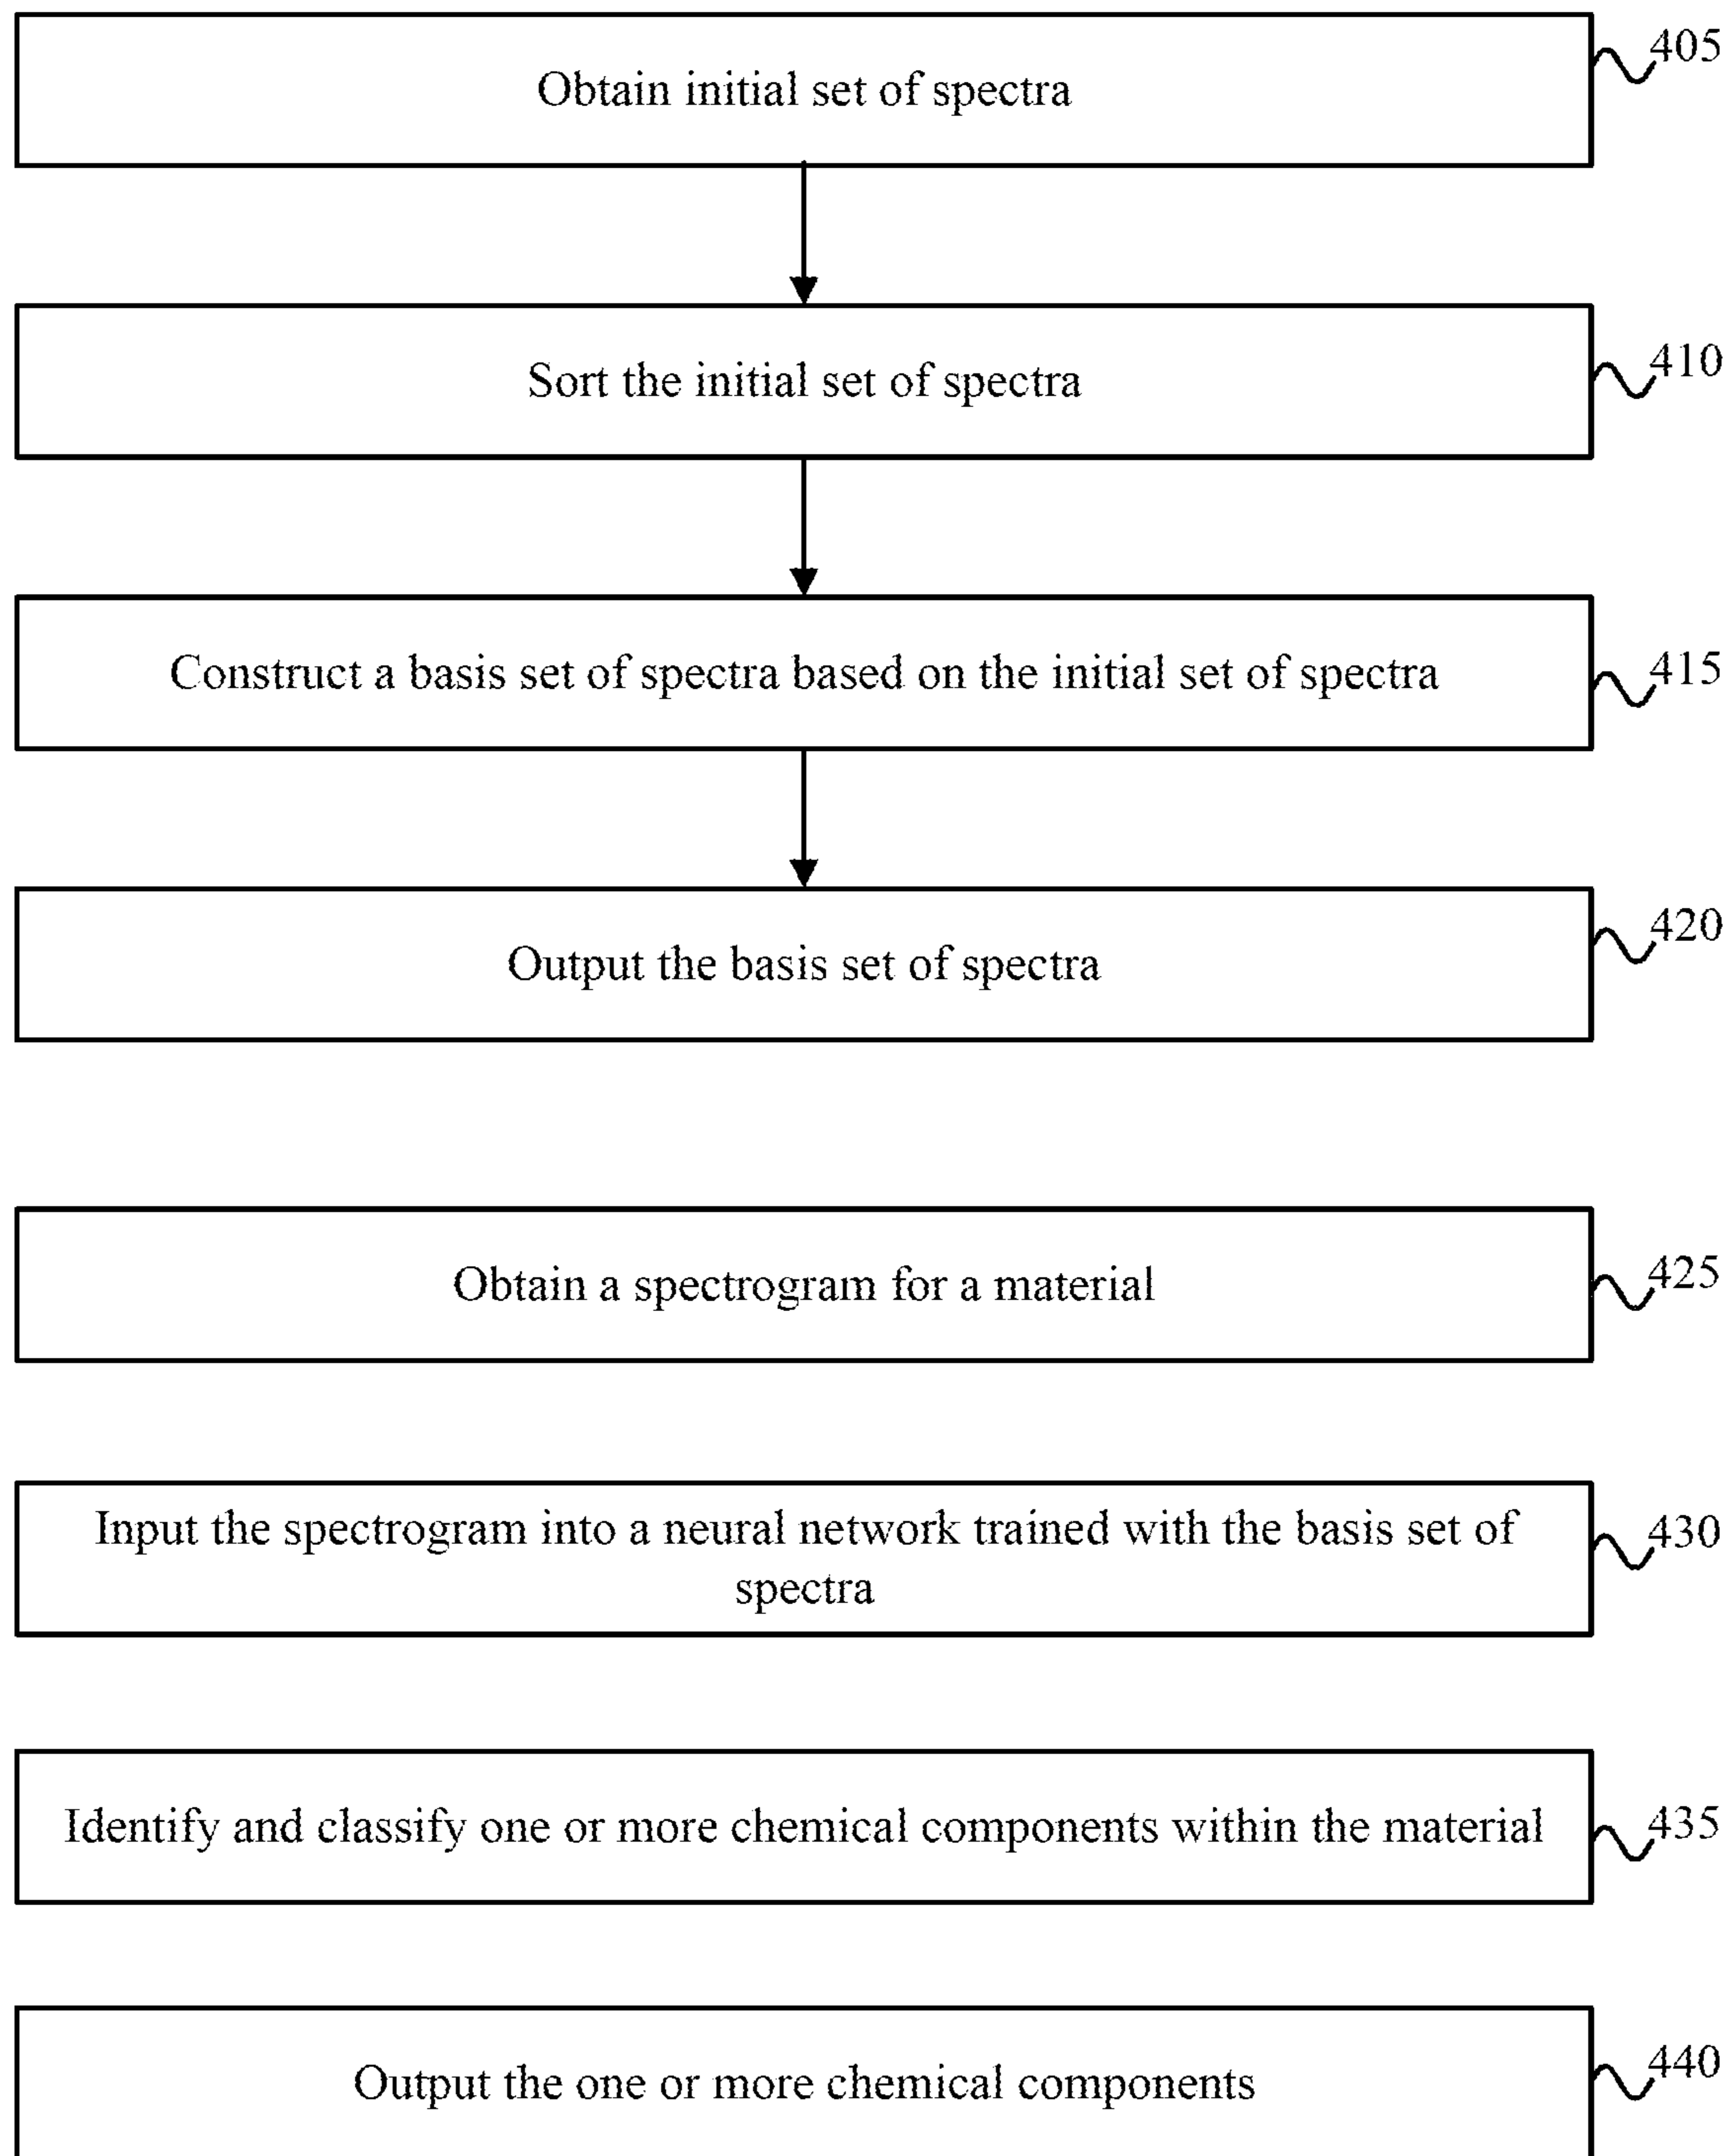 Obtain initial set of spectra
405
Sort the initial set of spectra
410
Construct a basis set of spectra based on the initial set of spectra
415
Output the basis set of spectra
420
Obtain a spectrogram for a material
425
Input the spectrogram into a neural network trained with the basis set of
spectra
430
Identify and classify one or more chemical components within the material
435
Output the one or more chemical components
440